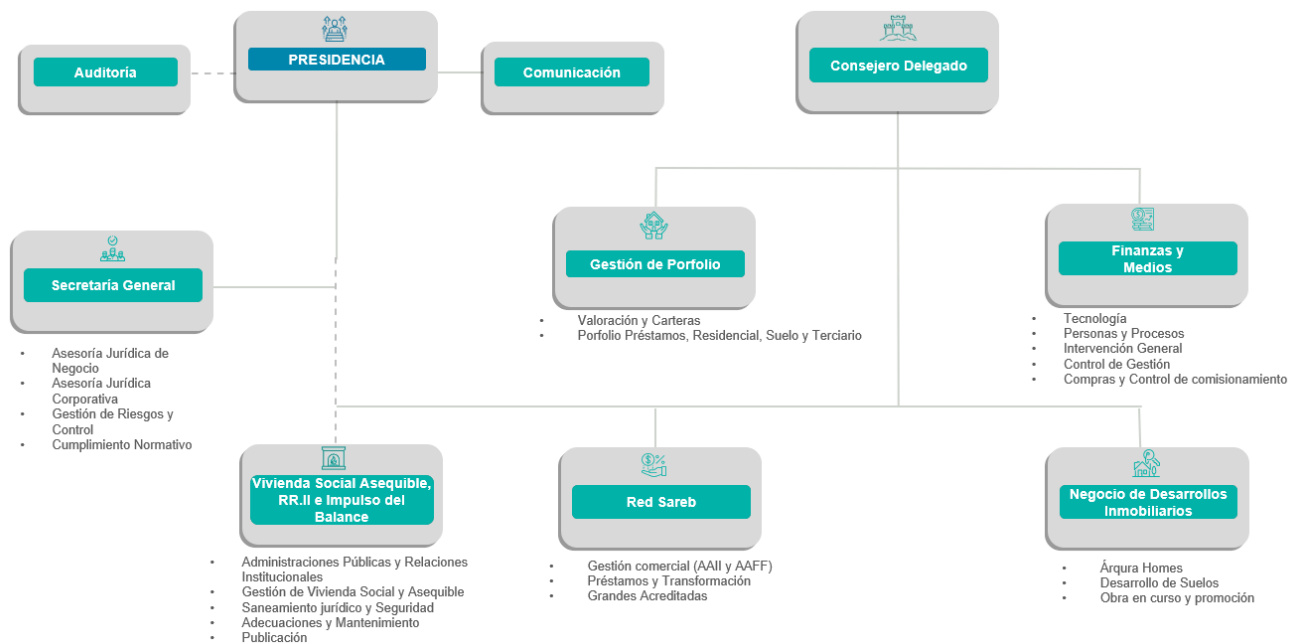 PRESIDENCIA
Auditoría
Comunicación
Consejero Delegado
Secretaría General
• Asesoría Jurídica de
Negocio
• Asesoría Jurídica
Corporativa
• Gestión de Riesgos y
Control
• Cumplimiento Normativo
Gestión de Porfolio
• Valoración y Carteras
• Porfolio Préstamos, Residencial, Suelo y Terciario
Finanzas y
Medios
• Tecnología
• Personas y Procesos
• Intervención General
• Control de Gestión
• Compras y Control de comisionamiento
Vivienda Social Asequible,
RR.II e Impulso del
Balance
• Administraciones Públicas y Relaciones
Institucionales
• Gestión de Vivienda Social y Asequible
• Saneamiento jurídico y Seguridad
• Adecuaciones y Mantenimiento
• Publicación
Red Sareb
• Gestión comercial (AAII y AAFF)
• Préstamos y Transformación
• Grandes Acreditadas
Negocio de Desarrollos
Inmobiliarios
• Árqura Homes
• Desarrollo de Suelos
• Obra en curso y promoción